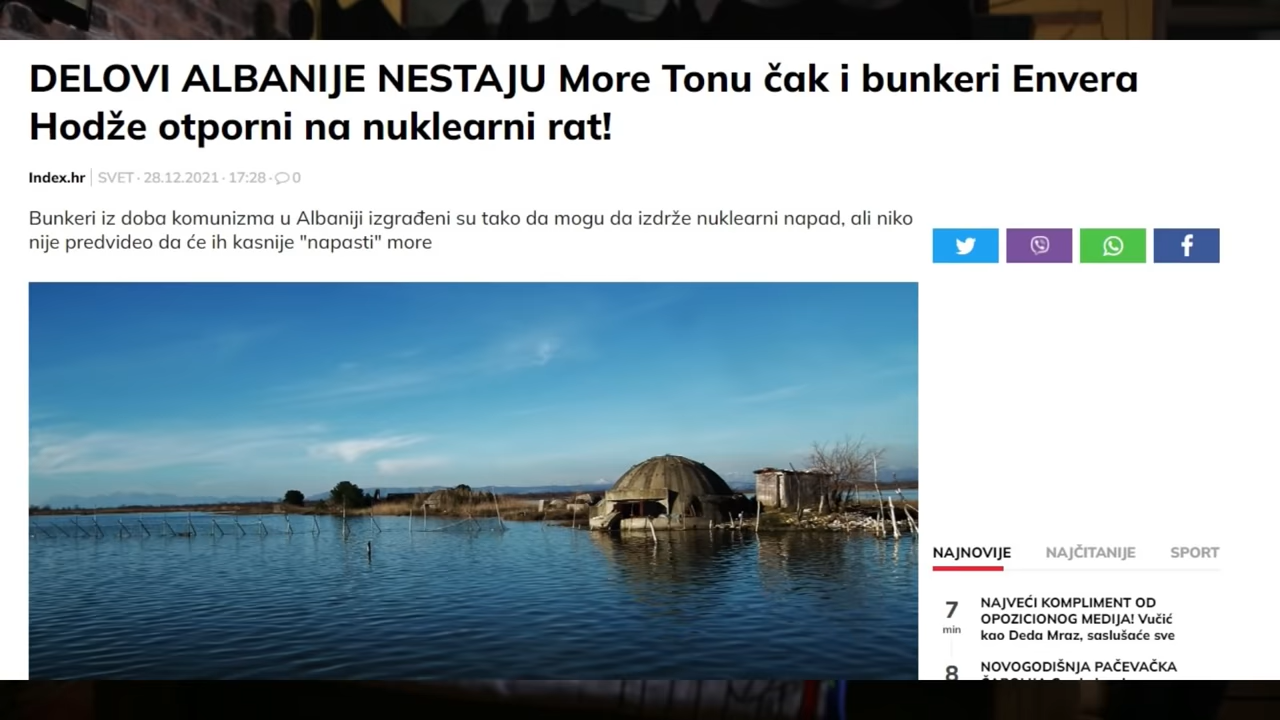 DELOVI ALBANIJE NESTAJU More Tonu čak i bunkeri Envera
Hodže otporni na nuklearni rat!
Index.hr SVET · 28.12.2021 · 17:28 · 0
Bunkeri iz doba komunizma u Albaniji izgrađeni su tako da mogu da izdrže nuklearni napad, ali niko
nije predvideo da će ih kasnije "napasti" more
NAJNOVIJE NAJČITANIJE SPORT
7 min
NAJVEĆI KOMPLIMENT OD
OPOZICIONOG MEDIJA! Vučić
kao Deda Mraz, saslušaće sve
8
NOVOGODIŠNJA PAČEVAČKA